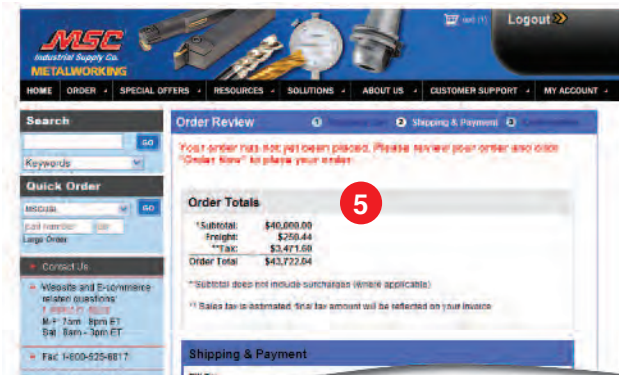 MSC
Industrial Supply Co.
METALWORKING
Logout
HOME ORDER SPECIAL OFFERS RESOURCES SOLUTIONS ABOUT US CUSTOMER SUPPORT MY ACCOUNT
Search
GO
Keywords
Quick Order
GO
Large Order
Contact Us
Website and E-commerce
related questions:
M-F 7am - 8pm ET
Sat 8am - 3pm ET
Fax 1-800-525-6817
Order Review 1 2 Shipping & Payment 3
Your order has not yet been placed. Please review your order and click
"Order Now" to place your order.
Order Totals
5
*Subtotal: $40,000.00
Freight: $250.44
**Tax: $3,471.60
Order Total $43,722.04
* Subtotal does not include surcharges (where applicable)
** Sales tax is estimated, final tax amount will be reflected on your invoice
Shipping & Payment